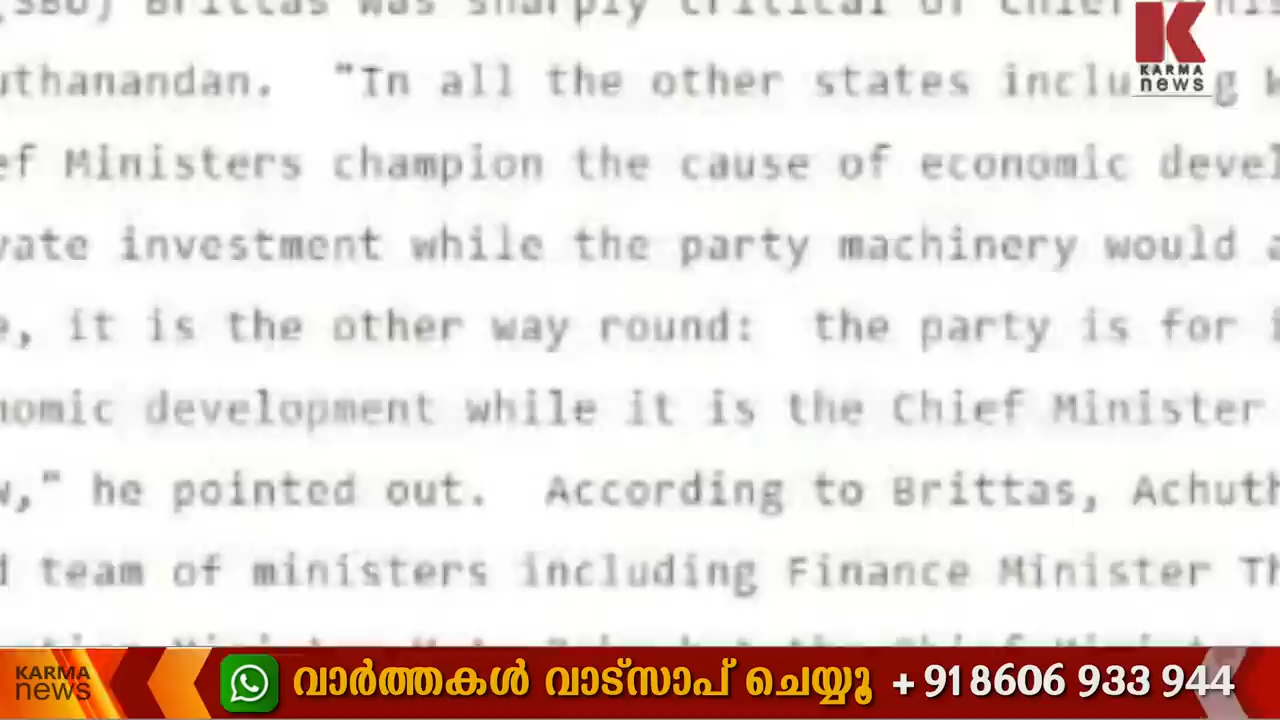 (SBU) Brittas was sharply critical of Chief
uthanandan. "In all the other states
ef Ministers champion the cause of economic devel
vate investment while the party machinery would a
e, it is the other way round: the party is for i
nomic development while it is the Chief Minister
w," he pointed out. According to Brittas, Achuth
d team of ministers including Finance Minister Th
KARMA
news
KARMA
news
വാർത്തകൾ വാട്സാപ് ചെയ്യൂ +918606 933 944